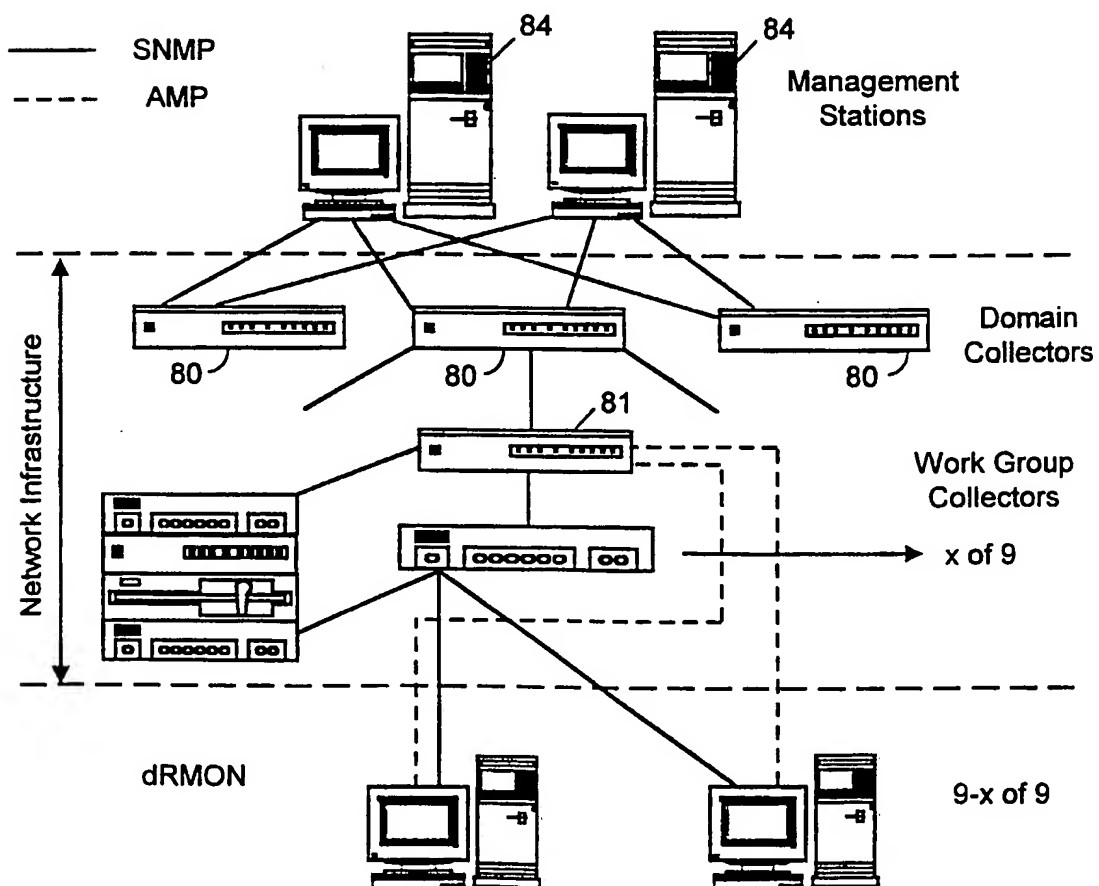 SNMP
AMP
84
84
Management
Stations
Network Infrastructure
80
80
80
Domain
Collectors
81
Work Group
Collectors
x of 9
dRMON
9-x of 9